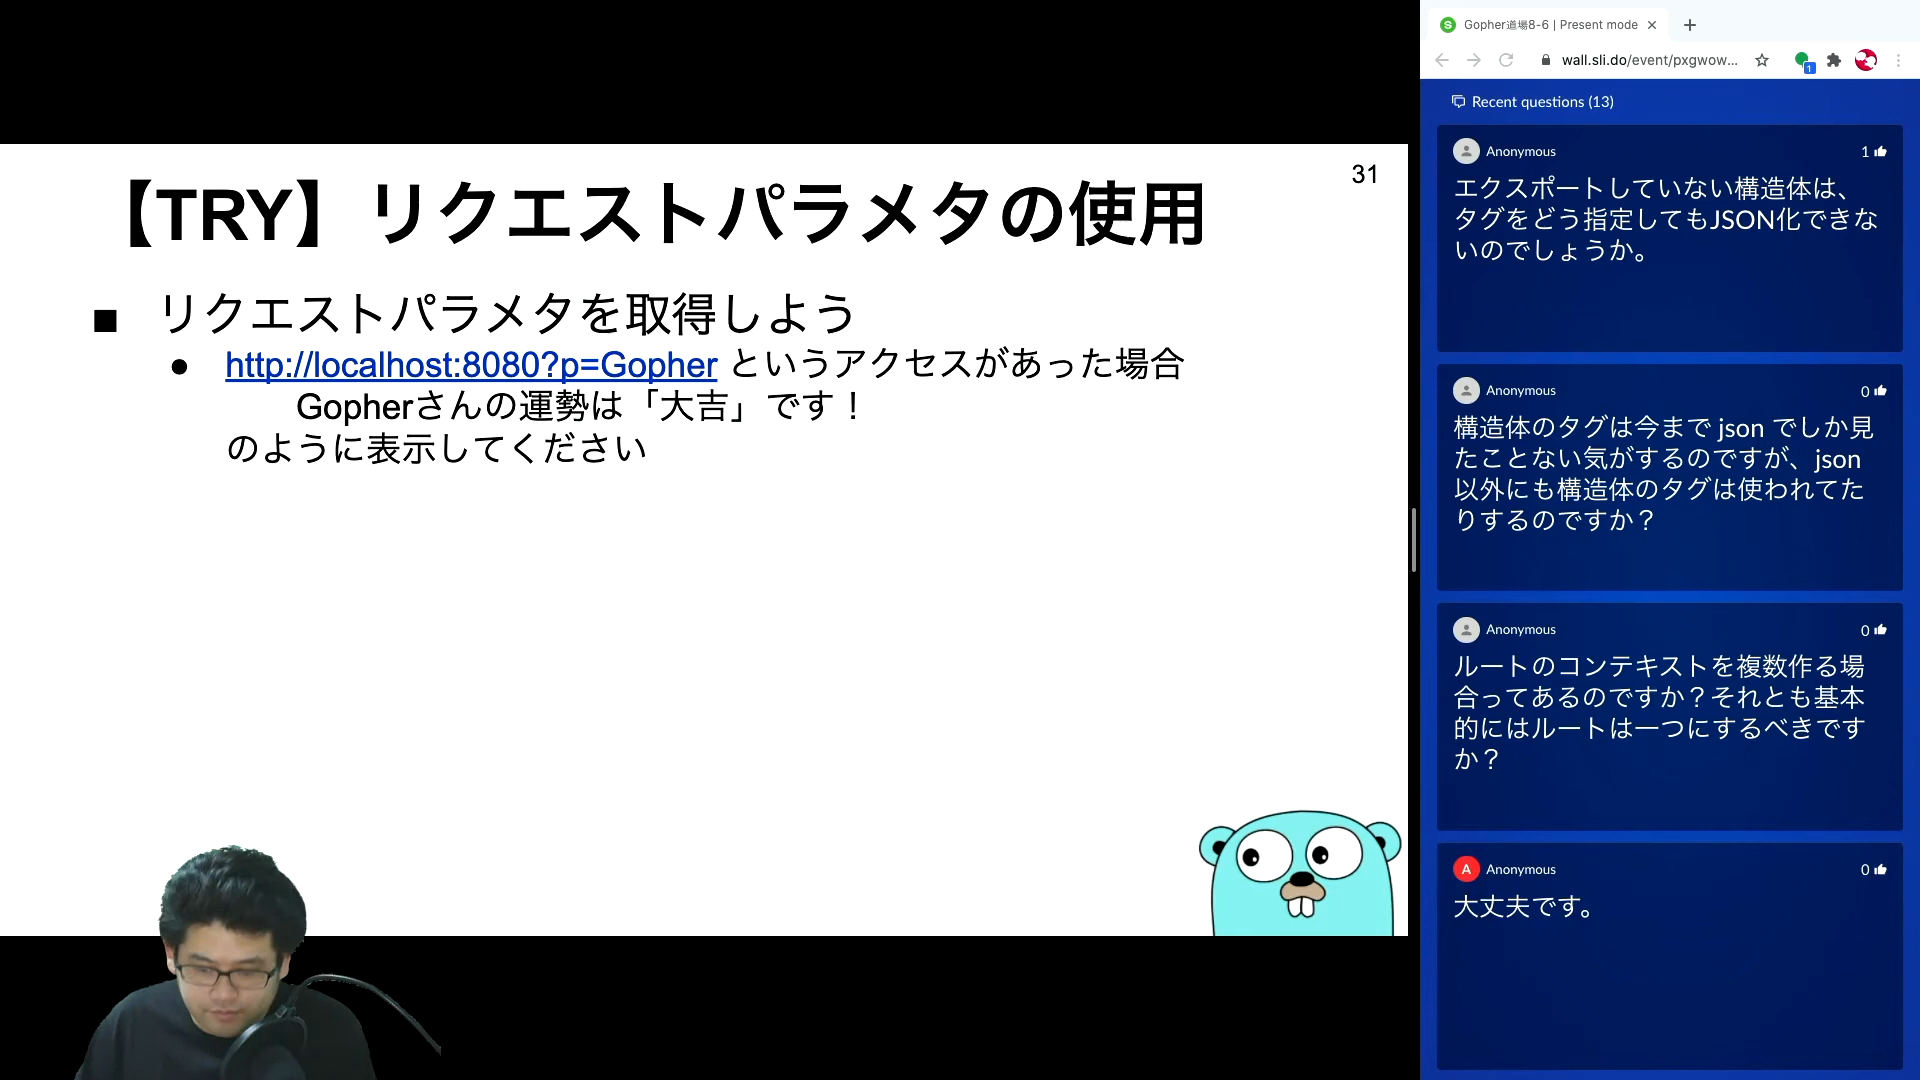 31
【TRY】リクエストパラメタの使用
■ リクエストパラメタを取得しよう
● http://localhost:8080?p=Gopher というアクセスがあった場合
Gopherさんの運勢は「大吉」です！
のように表示してください
Gopher道場8-6 | Present mode
wall.sli.do/event/pxgwow...
1
Recent questions (13)
Anonymous
1
エクスポートしていない構造体は、
タグをどう指定してもJSON化できな
いのでしょうか。
Anonymous
0
構造体のタグは今まで json でしか見
たことない気がするのですが、json
以外にも構造体のタグは使われてた
りするのですか？
Anonymous
0
ルートのコンテキストを複数作る場
合ってあるのですか？それとも基本
的にはルートは一つにするべきです
か？
A Anonymous
0
大丈夫です。